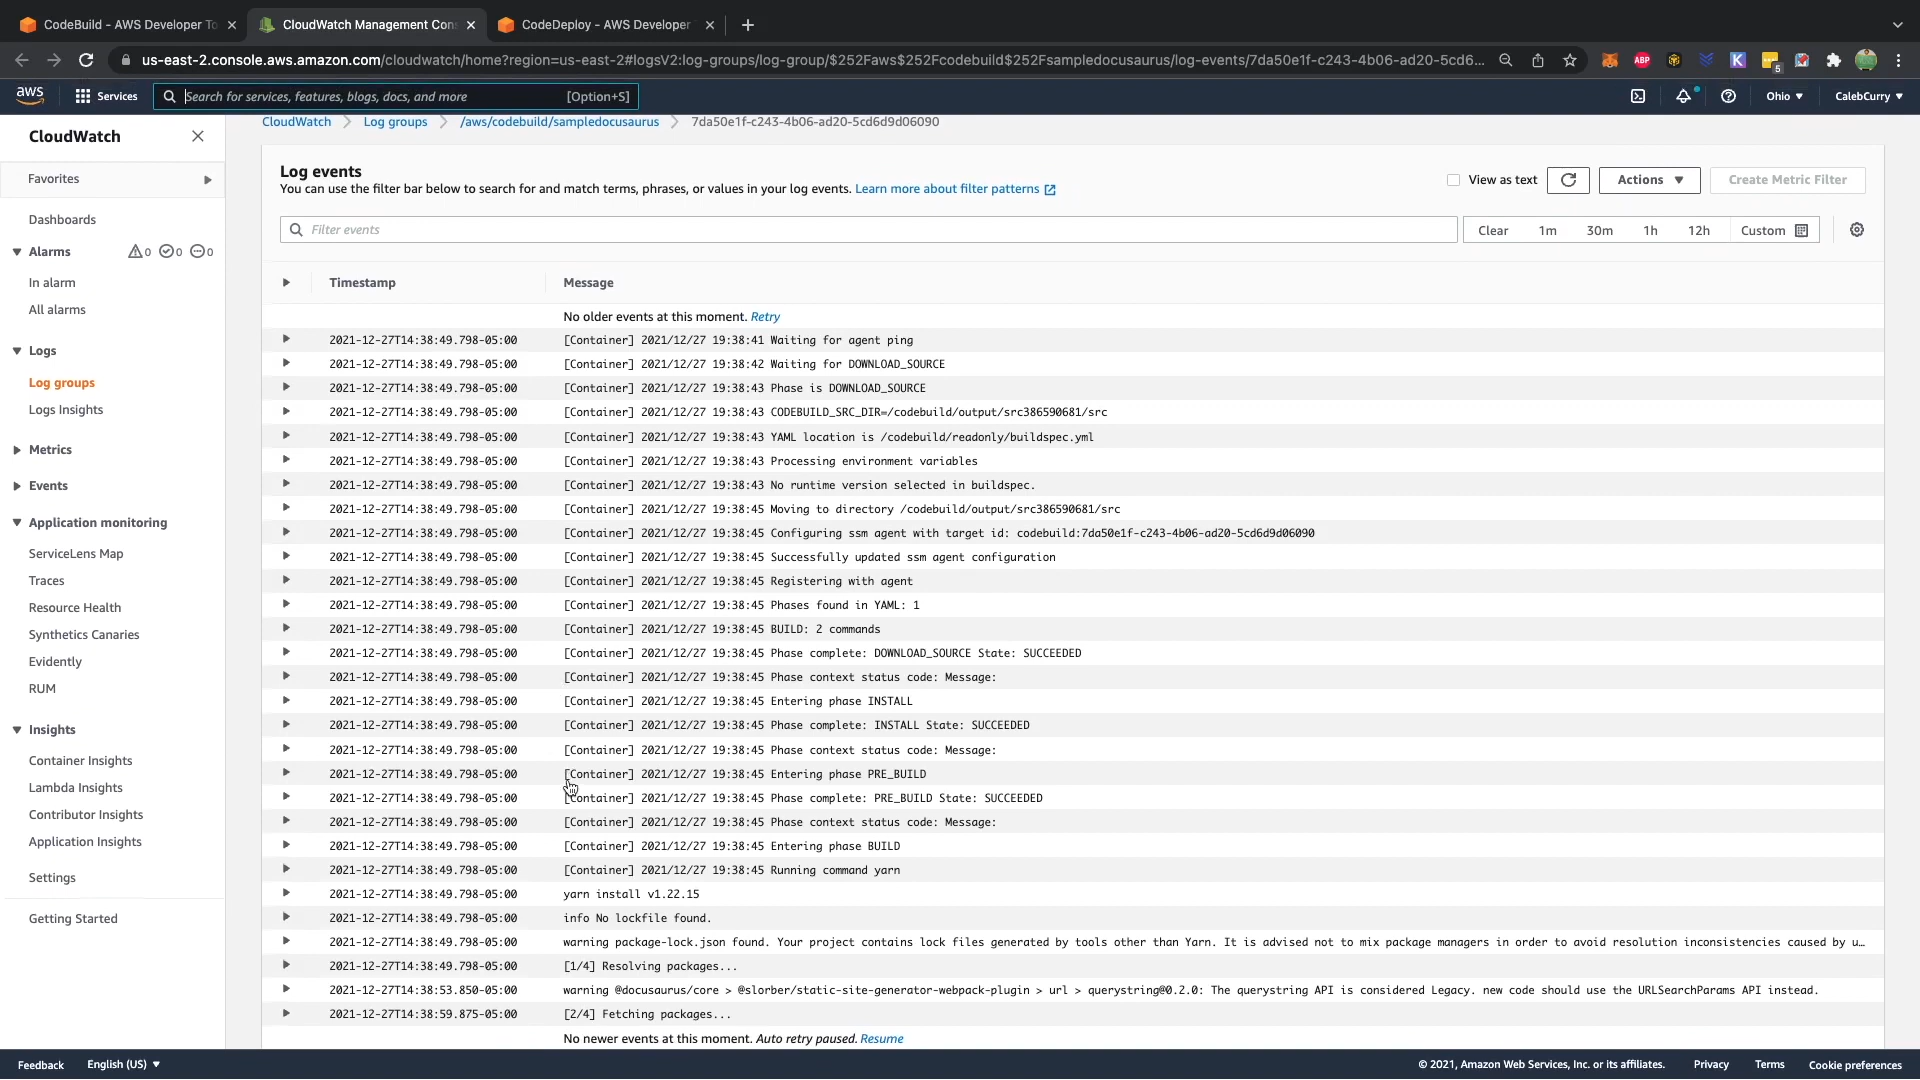 CodeBuild - AWS Developer To
CloudWatch Management Con
CodeDeploy - AWS Developer
us-east-2.console.aws.amazon.com/cloudwatch/home?region=us-east-2#logsV2:log-groups/log-group/$252Faws$252Fcodebuild$252Fsampledocusaurus/log-events/7da50e1f-c243-4b06-ad20-5cd6...
ABP
K
5
aws
Services
Search for services, features, blogs, docs, and more [Option+S]
Ohio
CalebCurry
CloudWatch
Favorites
Dashboards
Alarms 0 0 0
In alarm
All alarms
Logs
Log groups
Logs Insights
Metrics
Events
Application monitoring
ServiceLens Map
Traces
Resource Health
Synthetics Canaries
Evidently
RUM
Insights
Container Insights
Lambda Insights
Contributor Insights
Application Insights
Settings
Getting Started
CloudWatch Log groups /aws/codebuild/sampledocusaurus 7da50e1f-c243-4b06-ad20-5cd6d9d06090
Log events
You can use the filter bar below to search for and match terms, phrases, or values in your log events. Learn more about filter patterns
View as text
Actions
Create Metric Filter
Filter events
Clear 1m 30m 1h 12h Custom
Timestamp Message
No older events at this moment. Retry
2021-12-27T14:38:49.798-05:00 [Container] 2021/12/27 19:38:41 Waiting for agent ping
2021-12-27T14:38:49.798-05:00 [Container] 2021/12/27 19:38:42 Waiting for DOWNLOAD_SOURCE
2021-12-27T14:38:49.798-05:00 [Container] 2021/12/27 19:38:43 Phase is DOWNLOAD_SOURCE
2021-12-27T14:38:49.798-05:00 [Container] 2021/12/27 19:38:43 CODEBUILD_SRC_DIR=/codebuild/output/src386590681/src
2021-12-27T14:38:49.798-05:00 [Container] 2021/12/27 19:38:43 YAML location is /codebuild/readonly/buildspec.yml
2021-12-27T14:38:49.798-05:00 [Container] 2021/12/27 19:38:43 Processing environment variables
2021-12-27T14:38:49.798-05:00 [Container] 2021/12/27 19:38:43 No runtime version selected in buildspec.
2021-12-27T14:38:49.798-05:00 [Container] 2021/12/27 19:38:45 Moving to directory /codebuild/output/src386590681/src
2021-12-27T14:38:49.798-05:00 [Container] 2021/12/27 19:38:45 Configuring ssm agent with target id: codebuild:7da50e1f-c243-4b06-ad20-5cd6d9d06090
2021-12-27T14:38:49.798-05:00 [Container] 2021/12/27 19:38:45 Successfully updated ssm agent configuration
2021-12-27T14:38:49.798-05:00 [Container] 2021/12/27 19:38:45 Registering with agent
2021-12-27T14:38:49.798-05:00 [Container] 2021/12/27 19:38:45 Phases found in YAML: 1
2021-12-27T14:38:49.798-05:00 [Container] 2021/12/27 19:38:45 BUILD: 2 commands
2021-12-27T14:38:49.798-05:00 [Container] 2021/12/27 19:38:45 Phase complete: DOWNLOAD_SOURCE State: SUCCEEDED
2021-12-27T14:38:49.798-05:00 [Container] 2021/12/27 19:38:45 Phase context status code: Message:
2021-12-27T14:38:49.798-05:00 [Container] 2021/12/27 19:38:45 Entering phase INSTALL
2021-12-27T14:38:49.798-05:00 [Container] 2021/12/27 19:38:45 Phase complete: INSTALL State: SUCCEEDED
2021-12-27T14:38:49.798-05:00 [Container] 2021/12/27 19:38:45 Phase context status code: Message:
2021-12-27T14:38:49.798-05:00 [Container] 2021/12/27 19:38:45 Entering phase PRE_BUILD
2021-12-27T14:38:49.798-05:00 [Container] 2021/12/27 19:38:45 Phase complete: PRE_BUILD State: SUCCEEDED
2021-12-27T14:38:49.798-05:00 [Container] 2021/12/27 19:38:45 Phase context status code: Message:
2021-12-27T14:38:49.798-05:00 [Container] 2021/12/27 19:38:45 Entering phase BUILD
2021-12-27T14:38:49.798-05:00 [Container] 2021/12/27 19:38:45 Running command yarn
2021-12-27T14:38:49.798-05:00 yarn install v1.22.15
2021-12-27T14:38:49.798-05:00 info No lockfile found.
2021-12-27T14:38:49.798-05:00 warning package-lock.json found. Your project contains lock files generated by tools other than Yarn. It is advised not to mix package managers in order to avoid resolution inconsistencies caused by u…
2021-12-27T14:38:49.798-05:00 [1/4] Resolving packages...
2021-12-27T14:38:53.850-05:00 warning @docusaurus/core > @slorber/static-site-generator-webpack-plugin > url > querystring@0.2.0: The querystring API is considered Legacy. new code should use the URLSearchParams API instead.
2021-12-27T14:38:59.875-05:00 [2/4] Fetching packages...
No newer events at this moment. Auto retry paused. Resume
Feedback English (US) © 2021, Amazon Web Services, Inc. or its affiliates. Privacy Terms Cookie preferences